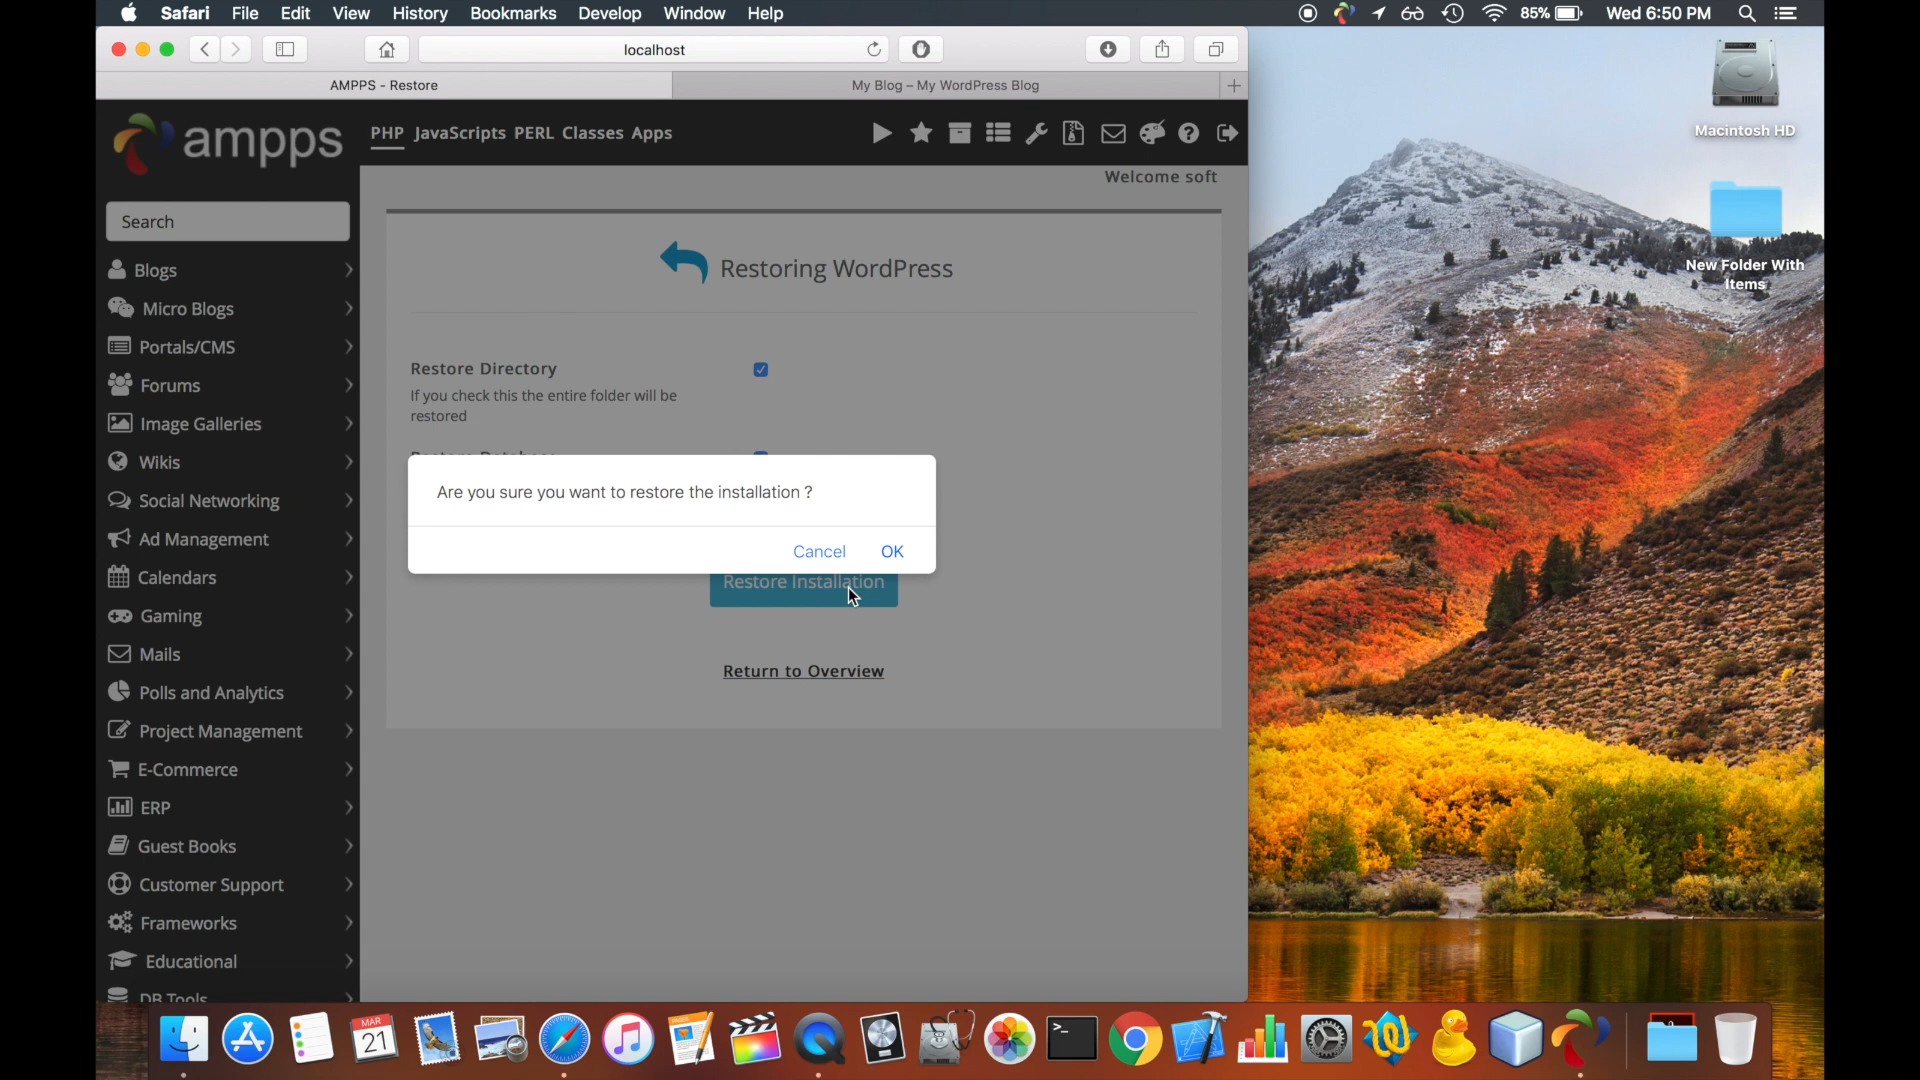 Safari File Edit View History Bookmarks Develop Window Help
85% Wed 6:50 PM
localhost
AMPPS - Restore
My Blog – My WordPress Blog
ampps
PHP JavaScripts PERL Classes Apps
Welcome soft
Search
Blogs
Micro Blogs
Portals/CMS
Forums
Image Galleries
Wikis
Social Networking
Ad Management
Calendars
Gaming
Mails
Polls and Analytics
Project Management
E-Commerce
ERP
Guest Books
Customer Support
Frameworks
Educational
DB Tools
Restoring WordPress
Restore Directory
If you check this the entire folder will be
restored
Restore Database
Are you sure you want to restore the installation ?
Cancel OK
Restore Installation
Return to Overview
Macintosh HD
New Folder With
Items
MAR
21